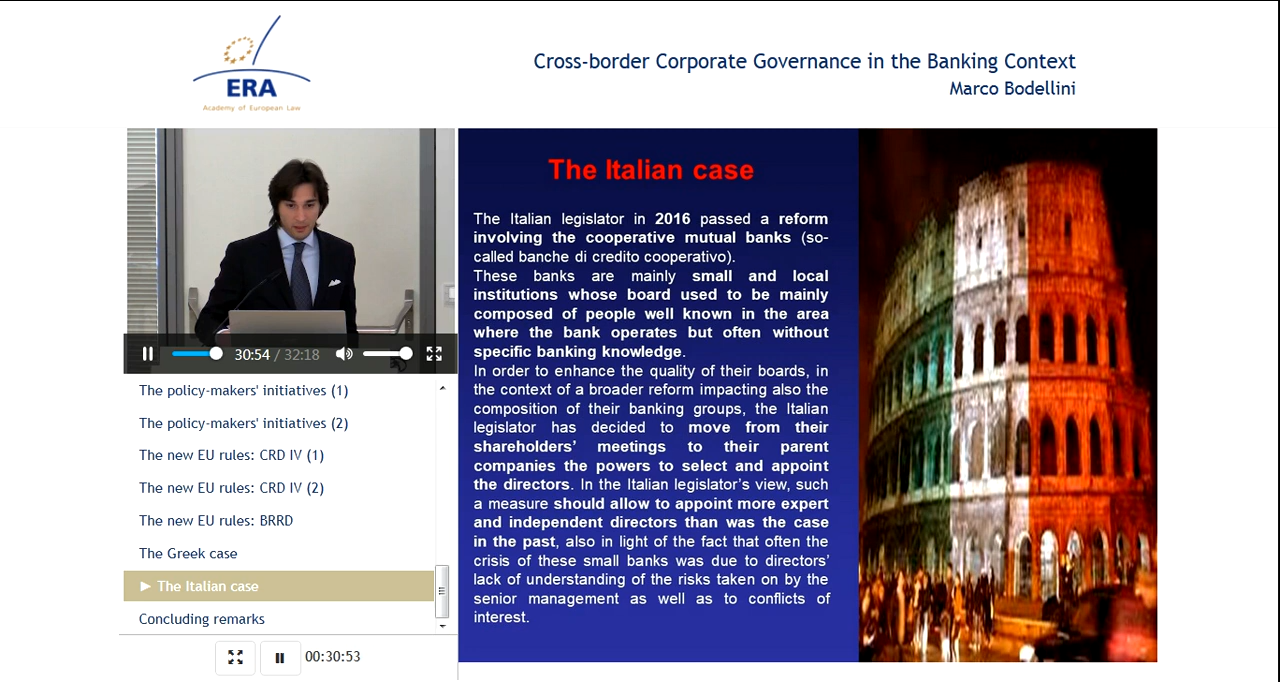 ERA
Academy of European Law
Cross-border Corporate Governance in the Banking Context
Marco Bodellini
30:54 / 32:18
The policy-makers' initiatives (1)
The policy-makers' initiatives (2)
The new EU rules: CRD IV (1)
The new EU rules: CRD IV (2)
The new EU rules: BRRD
The Greek case
► The Italian case
Concluding remarks
00:30:53
The Italian case
The Italian legislator in 2016 passed a reform
involving the cooperative mutual banks (so-
called banche di credito cooperativo).
These banks are mainly small and local
institutions whose board used to be mainly
composed of people well known in the area
where the bank operates but often without
specific banking knowledge.
In order to enhance the quality of their boards, in
the context of a broader reform impacting also the
composition of their banking groups, the Italian
legislator has decided to move from their
shareholders' meetings to their parent
companies the powers to select and appoint
the directors. In the Italian legislator's view, such
a measure should allow to appoint more expert
and independent directors than was the case
in the past, also in light of the fact that often the
crisis of these small banks was due to directors'
lack of understanding of the risks taken on by the
senior management as well as to conflicts of
interest.